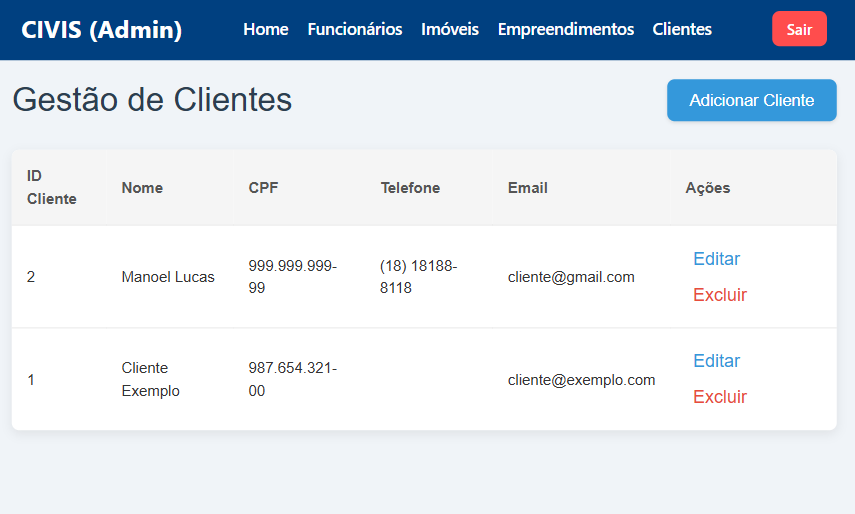 CIVIS (Admin) Home Funcionários Imóveis Empreendimentos Clientes Sair
Gestão de Clientes Adicionar Cliente
ID
Cliente
Nome CPF Telefone Email Ações
2 Manoel Lucas 999.999.999-
99 (18) 18188-
8118 cliente@gmail.com Editar
Excluir
1 Cliente
Exemplo 987.654.321-
00 cliente@exemplo.com Editar
Excluir